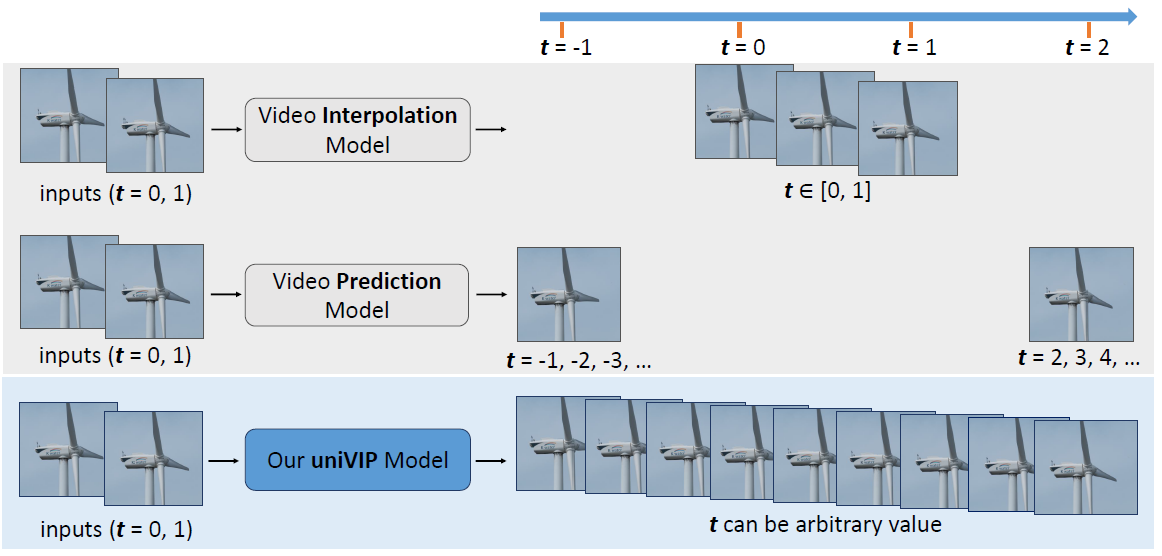 t = -1 t = 0 t = 1 t = 2
Video Interpolation
Model
inputs (t = 0, 1)
t ∈ [0, 1]
Video Prediction
Model
inputs (t = 0, 1)
t = -1, -2, -3, ...
t = 2, 3, 4, ...
Our uniVIP Model
inputs (t = 0, 1)
t can be arbitrary value